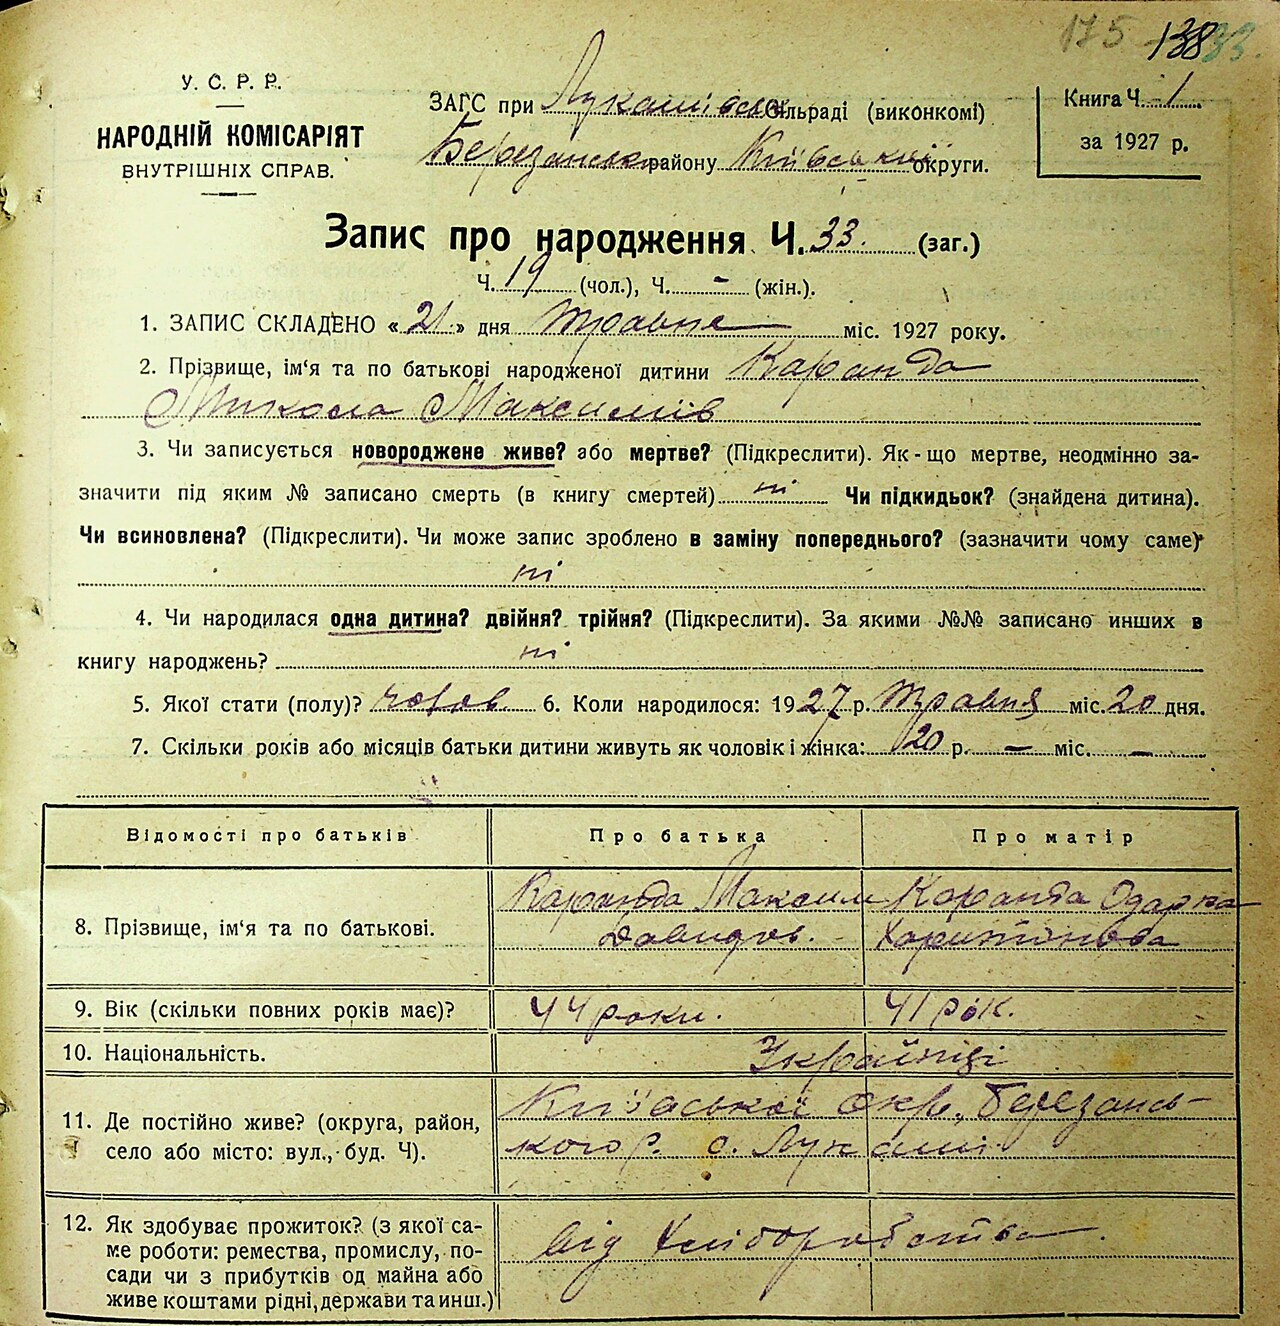 175 138 33.
У. С. Р. Р.
НАРОДНІЙ КОМІСАРІЯТ
ВНУТРІШНІХ СПРАВ.
ЗАГС при Лукашівськ. сільраді (виконкомі)
Березанськ. району Київської округи.
Книга Ч. 1
за 1927 р.
Запис про народження Ч. 33. (заг.)
Ч. 19 (чол.), Ч. - (жін.).
1. ЗАПИС СКЛАДЕНО « 21 » дня травня міс. 1927 року.
2. Прізвище, ім'я та по батькові народженої дитини Каранда
Микола Максимів
3. Чи записується новороджене живе? або мертве? (Підкреслити). Як-що мертве, неодмінно за-
значити під яким № записано смерть (в книгу смертей) ні Чи підкидьок? (знайдена дитина).
Чи всиновлена? (Підкреслити). Чи може запис зроблено в заміну попереднього? (зазначити чому саме)
ні
4. Чи народилася одна дитина? двійня? трійня? (Підкреслити). За якими №№ записано инших в
книгу народжень? ні
5. Якої стати (полу)? чолов. 6. Коли народилося: 1927 р. травня міс. 20 дня.
7. Скільки років або місяців батьки дитини живуть як чоловік і жінка: 20 р. — міс. —
Відомості про батьків Про батька Про матір
8. Прізвище, ім'я та по батькові. Каранда Максим Давидов. Каранда Одарка Харитонова
9. Вік (скільки повних років має)? 44 роки. 41 рок.
10. Національність. Українці
11. Де постійно живе? (округа, район, Київської окр., Березансь-
село або місто: вул., буд. Ч). кого р. с. Лукаші
12. Як здобуває прожиток? (з якої са-
ме роботи: ремества, промислу, по- від хліборобства.
сади чи з прибутків од майна або
живе коштами рідні, держави та инш.)